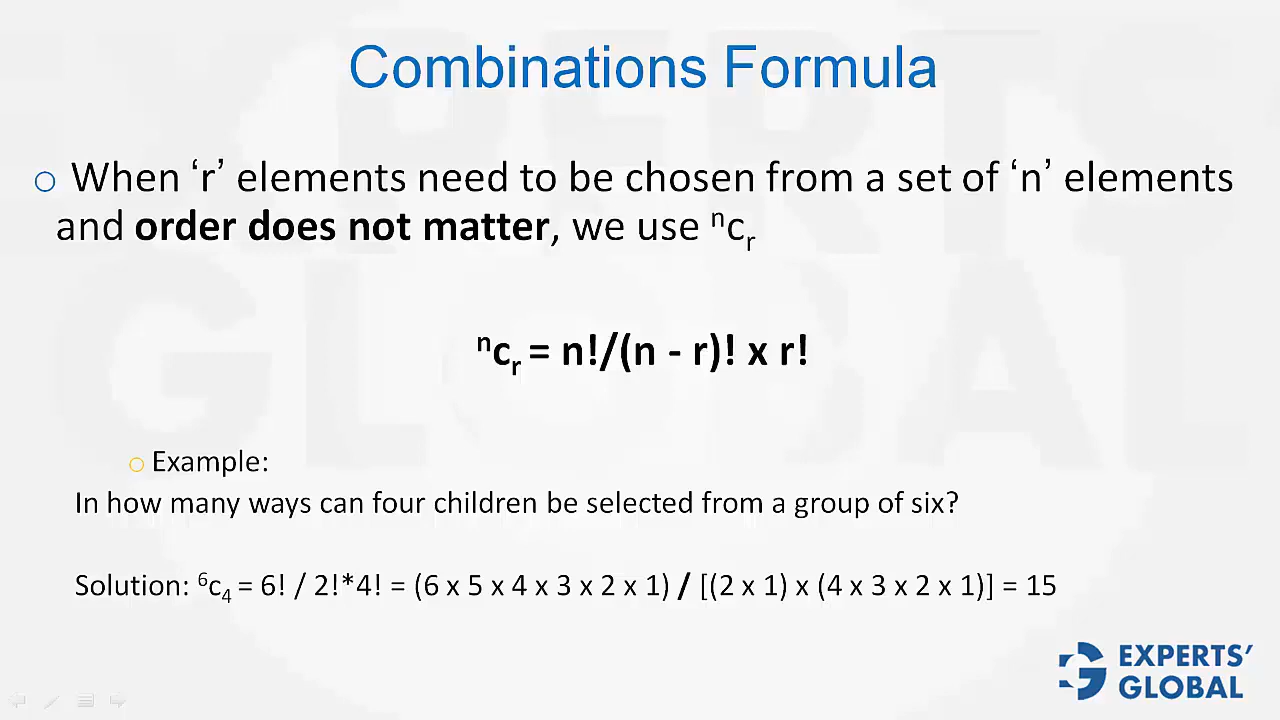 Combinations Formula
○ When ‘r’ elements need to be chosen from a set of ‘n’ elements
and order does not matter, we use ⁿcᵣ
ⁿcᵣ = n!/(n - r)! x r!
○ Example:
In how many ways can four children be selected from a group of six?
Solution: ⁶c₄ = 6! / 2!*4! = (6 x 5 x 4 x 3 x 2 x 1) / [(2 x 1) x (4 x 3 x 2 x 1)] = 15
EXPERTS’
GLOBAL